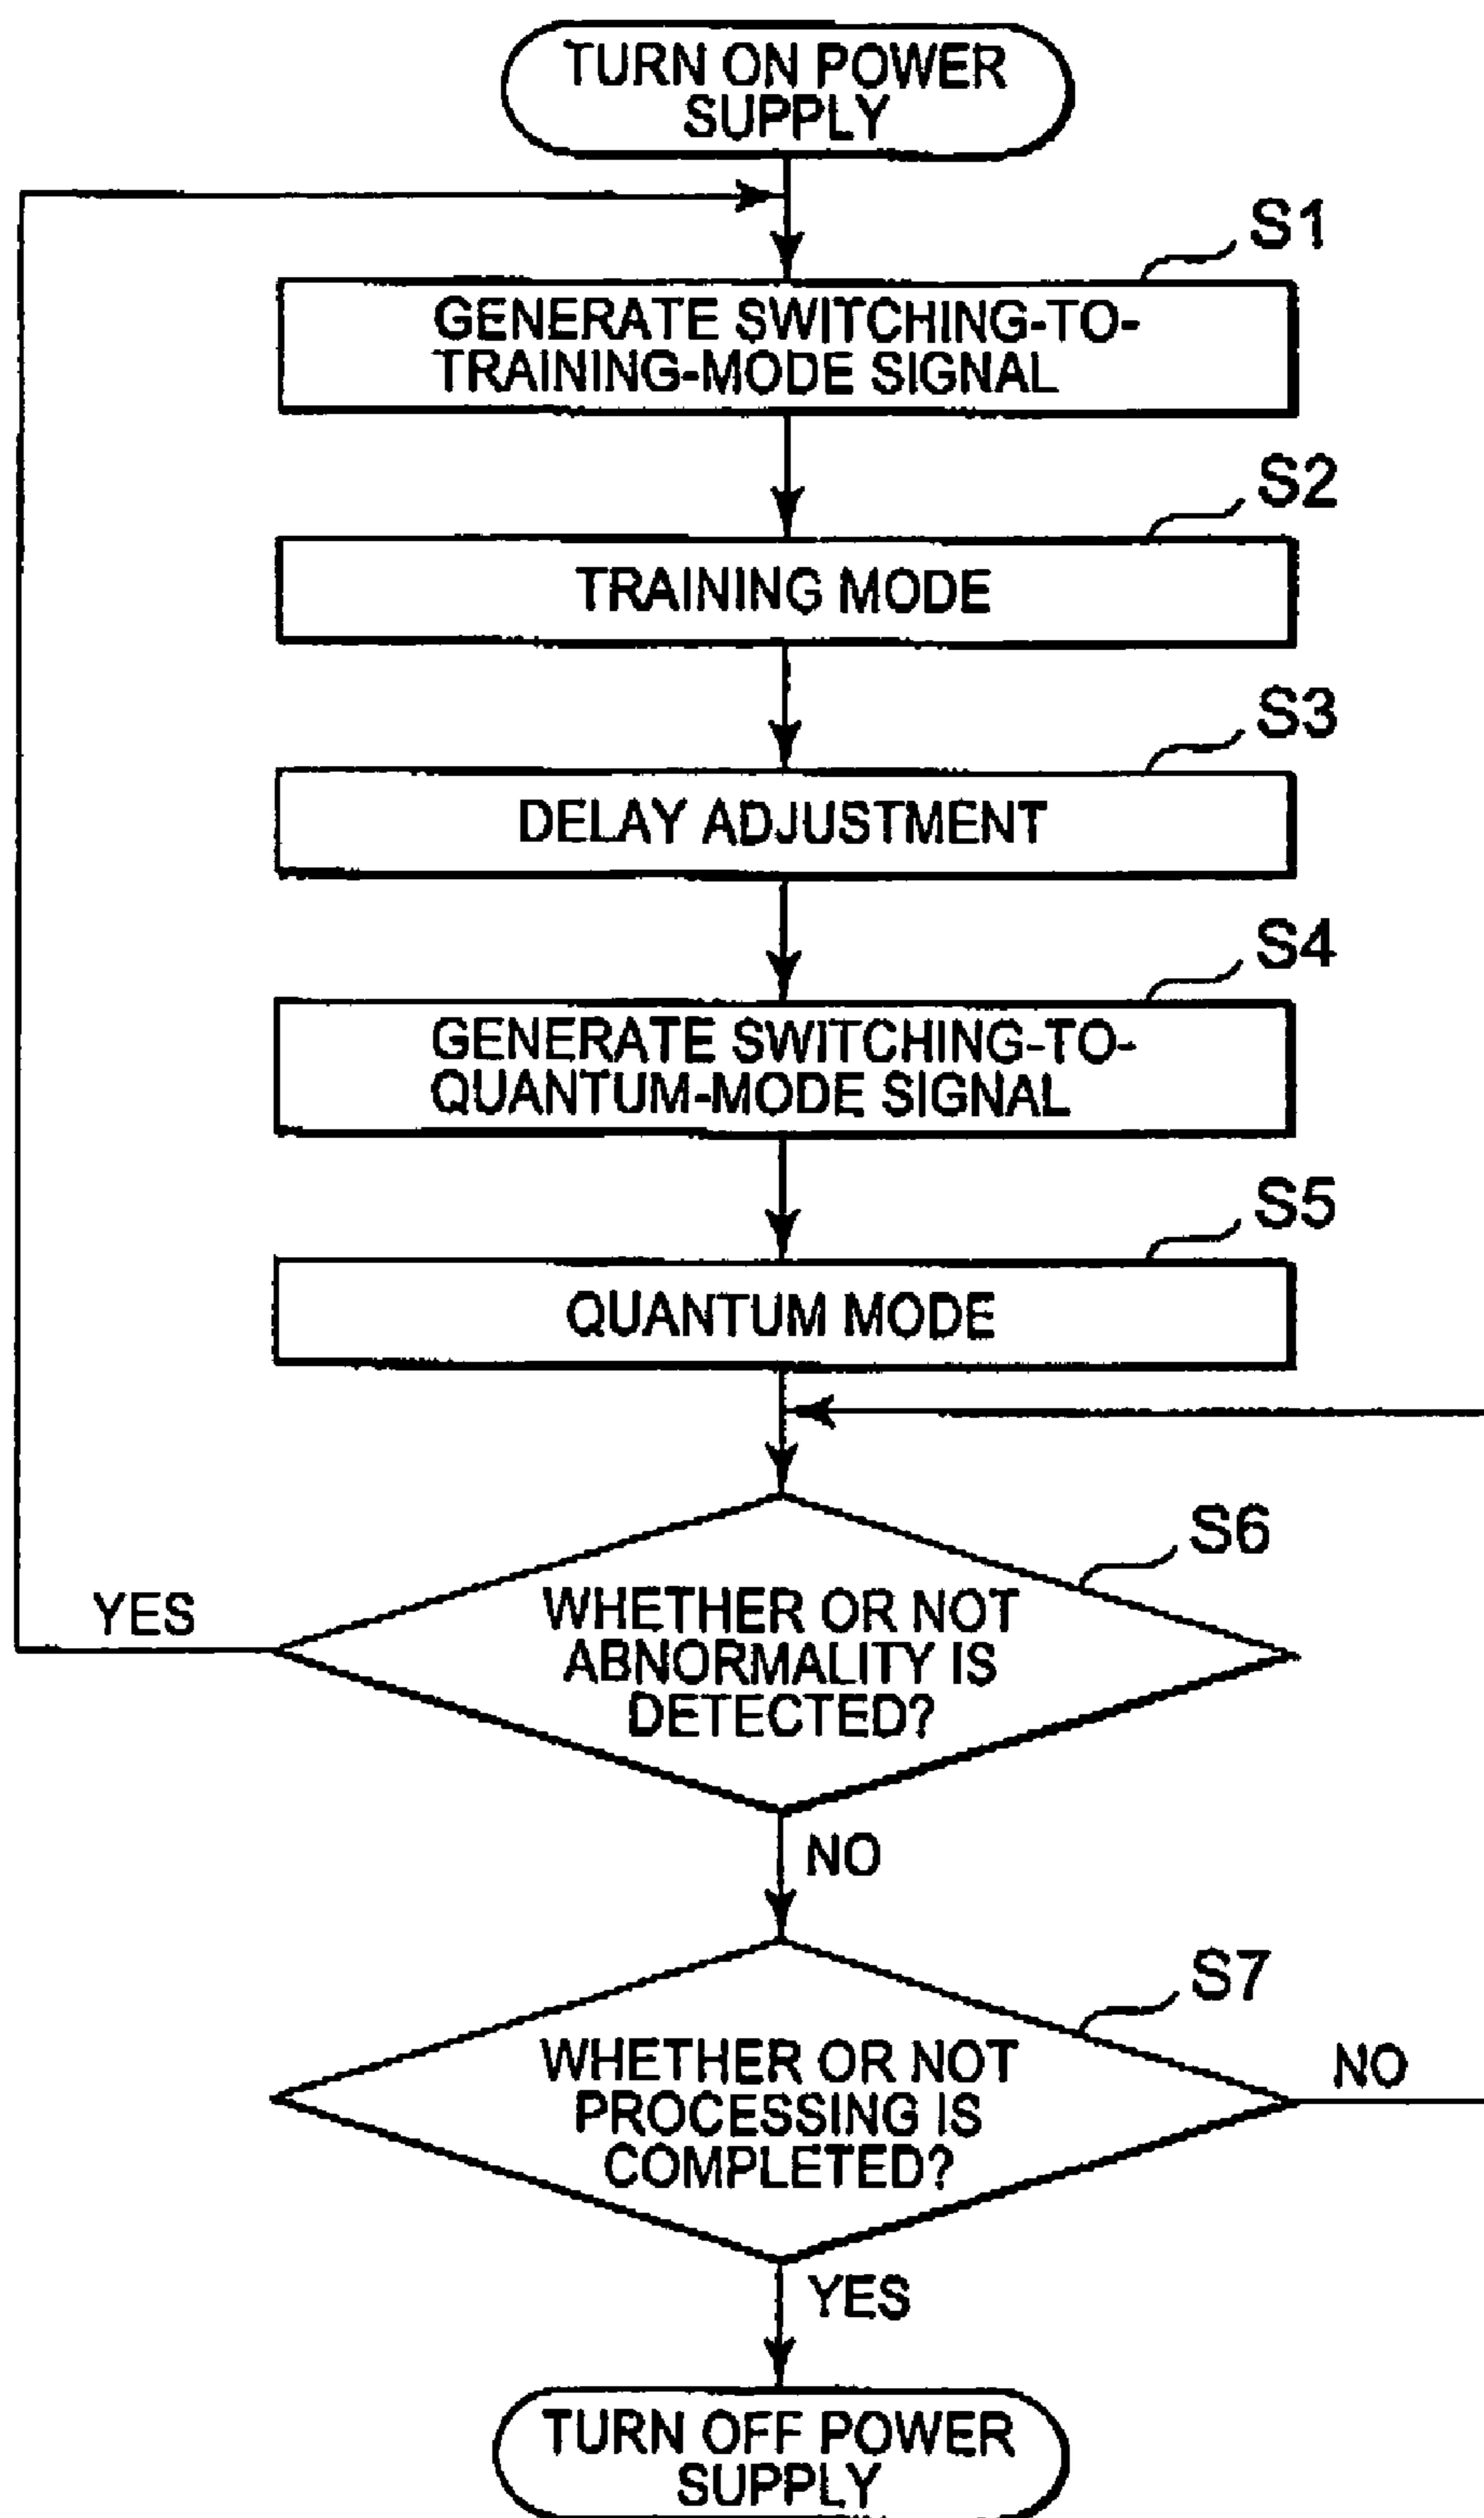 TURN ON POWER
SUPPLY
S1
GENERATE SWITCHING-TO-
TRAINING-MODE SIGNAL
S2
TRAINING MODE
S3
DELAY ADJUSTMENT
S4
GENERATE SWITCHING-TO-
QUANTUM-MODE SIGNAL
S5
QUANTUM MODE
S6
YES
WHETHER OR NOT
ABNORMALITY IS
DETECTED?
NO
S7
WHETHER OR NOT
PROCESSING IS
COMPLETED?
NO
YES
TURN OFF POWER
SUPPLY